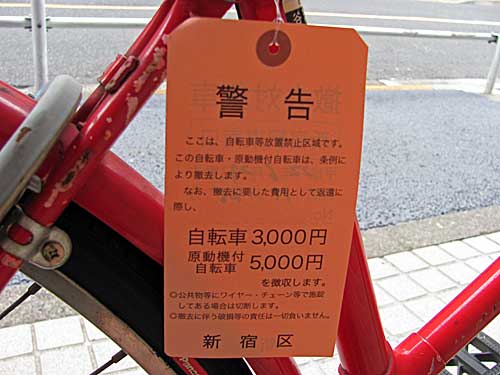 警告
ここは、自転車等放置禁止区域です。
この自転車・原動機付自転車は、条例に
より撤去します。
なお、撤去に要した費用として返還に
際し、
自転車 3,000円
原動機付
自転車 5,000円
を徴収します。
○公共物等にワイヤー・チェーン等で施錠
してある場合は切断します。
○撤去に伴う破損等の責任は一切負いません。
新宿区